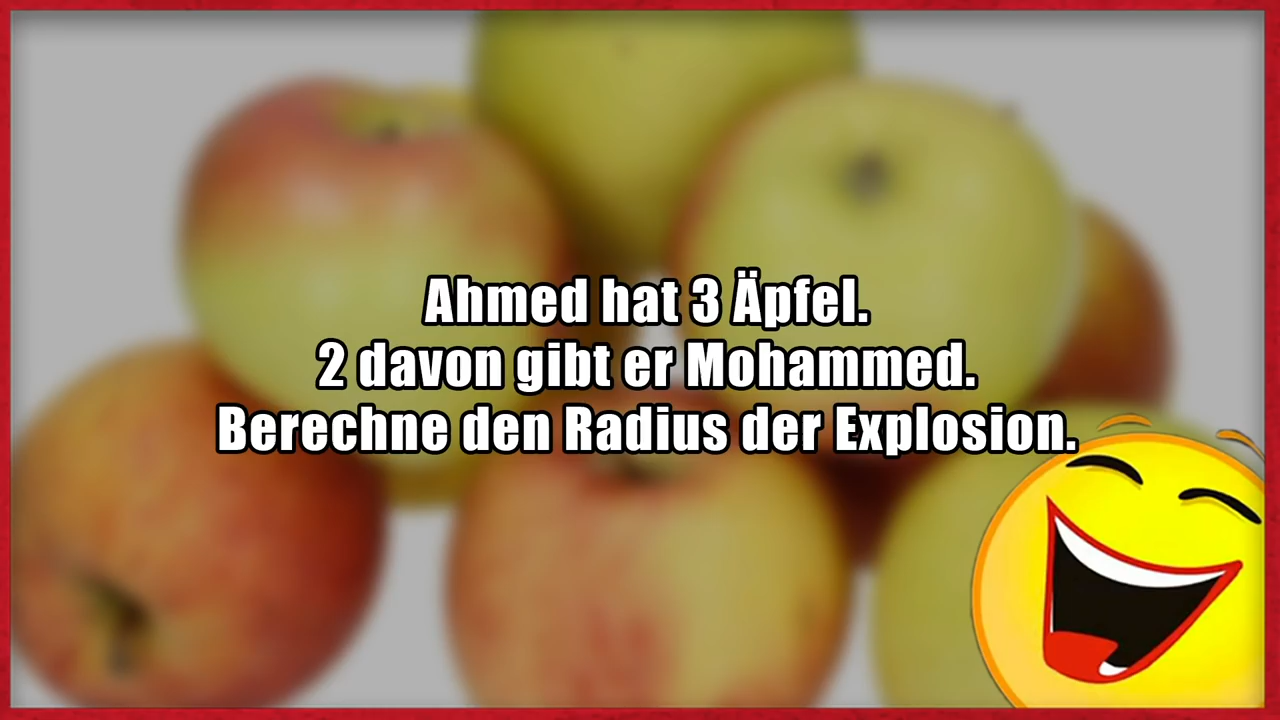 Ahmed hat 3 Äpfel.
2 davon gibt er Mohammed.
Berechne den Radius der Explosion.